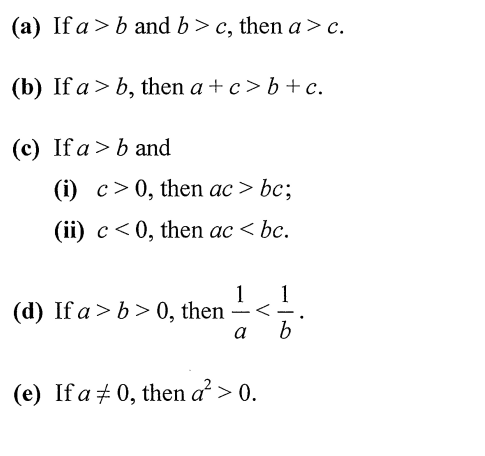 (a) If a > b and b > c, then a > c.
(b) If a > b, then a + c > b + c.
(c) If a > b and
(i) c > 0, then ac > bc;
(ii) c < 0, then ac < bc.
(d) If a > b > 0, then 1/a < 1/b.
(e) If a ≠ 0, then a² > 0.